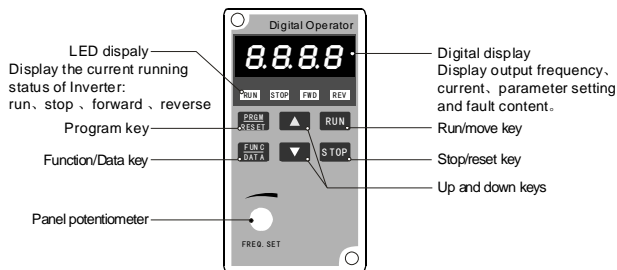 Digital Operator
8.8.8.8
RUN STOP FWD REV
PRGM
RESET
▲
RUN
FUNC
DATA
▼
STOP
FREQ. SET
LED dispaly
Display the current running
status of Inverter:
run、stop 、forward 、reverse
Program key
Function/Data key
Panel potentiometer
Digital display
Display output frequency、
current、parameter setting
and fault content。
Run/move key
Stop/reset key
Up and down keys